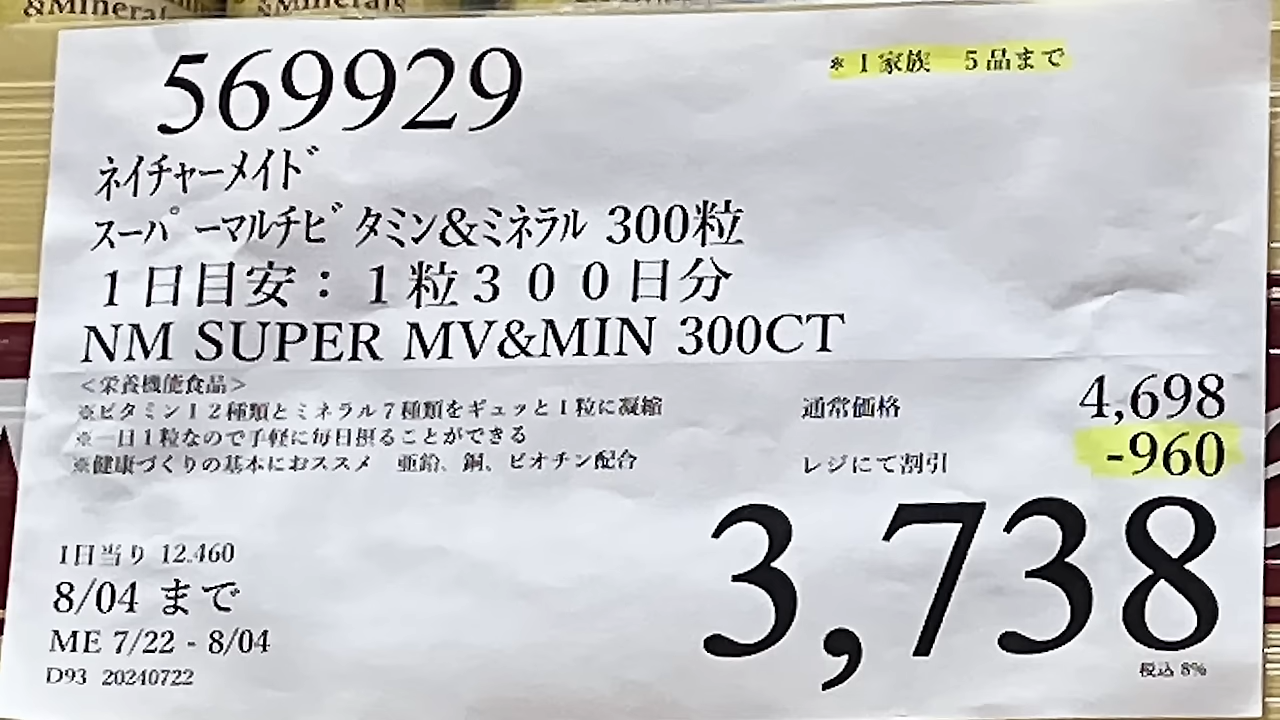 &Minerals
&Minerals
569929
※１家族　５品まで
ﾈｲﾁｬｰﾒｲﾄﾞ
ｽｰﾊﾟｰﾏﾙﾁﾋﾞﾀﾐﾝ&ﾐﾈﾗﾙ 300粒
１日目安：１粒３００日分
NM SUPER MV&MIN 300CT
＜栄養機能食品＞
※ビタミン１２種類とミネラル７種類をギュッと１粒に凝縮
※一日１粒なので手軽に毎日摂ることができる
※健康づくりの基本におススメ　亜鉛、銅、ビオチン配合
通常価格 4,698
レジにて割引 -960
3,738
税込 8%
1日当り 12.460
8/04 まで
ME 7/22 - 8/04
D93 20240722